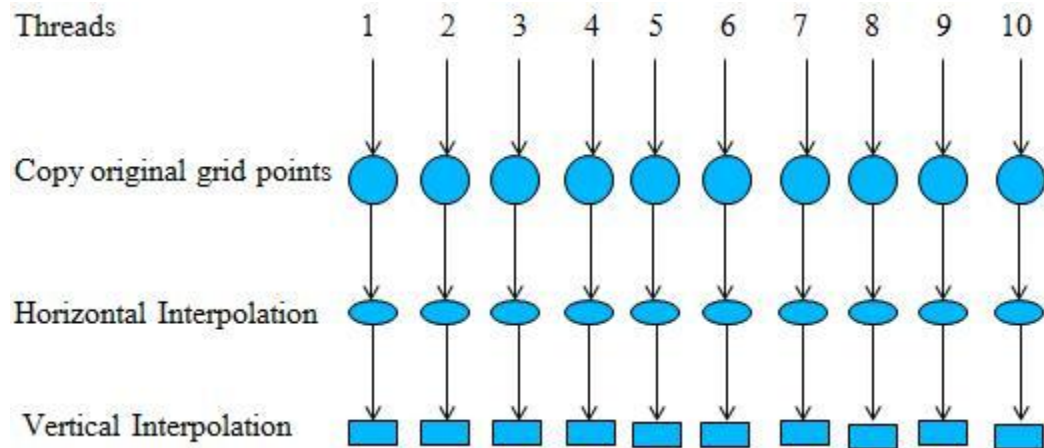 Threads 1 2 3 4 5 6 7 8 9 10
Copy original grid points
Horizontal Interpolation
Vertical Interpolation